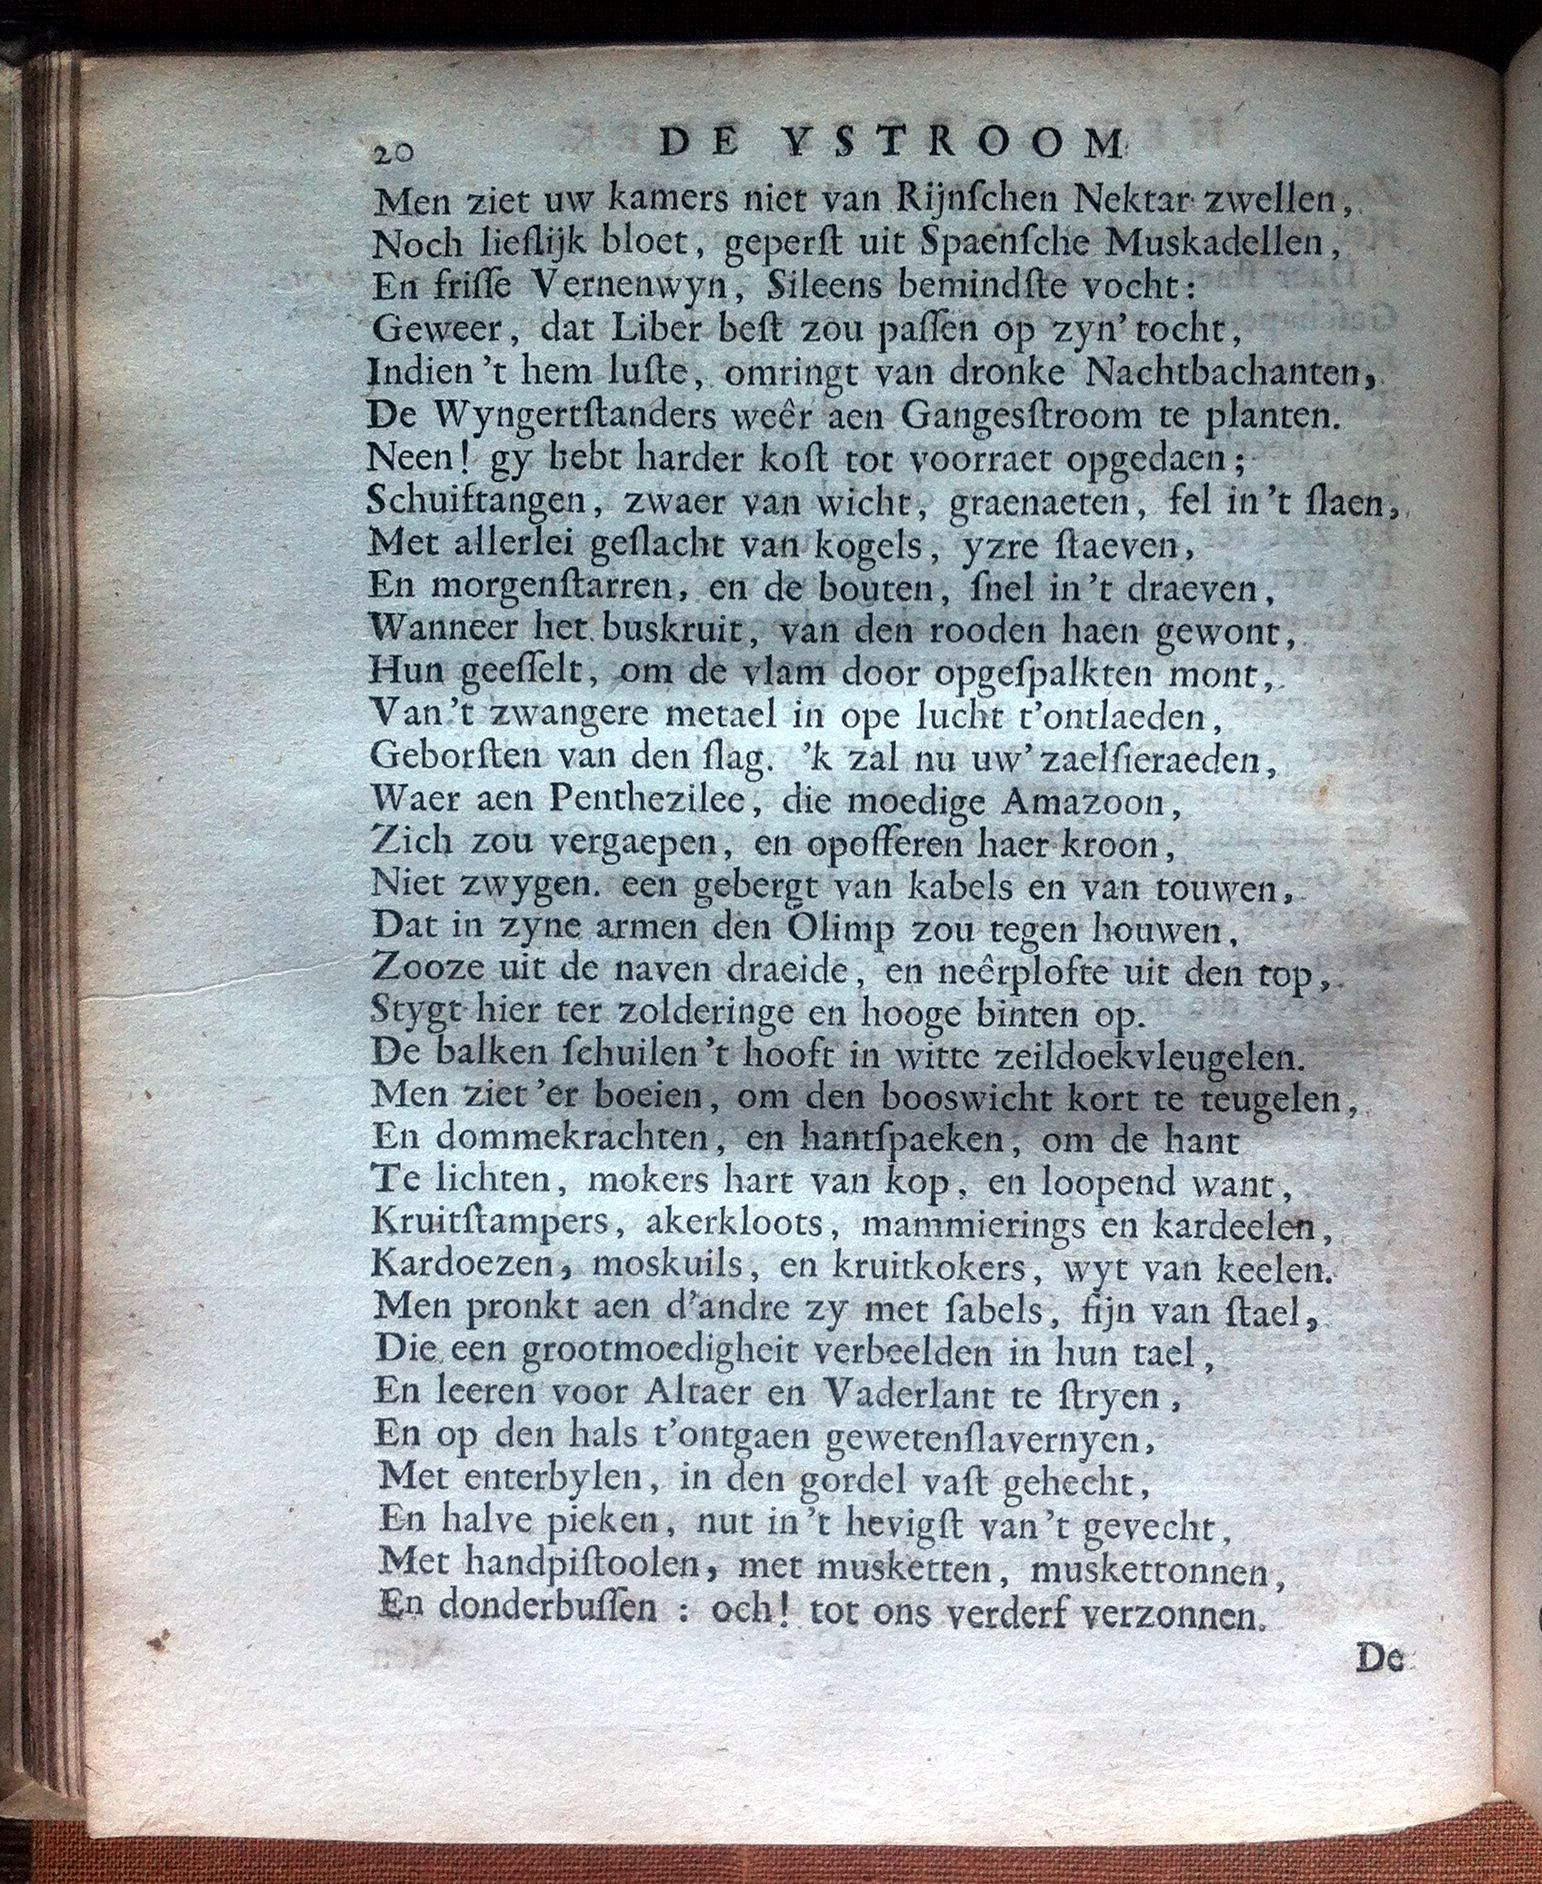 20 DE YSTROOM
Men ziet uw kamers niet van Rijnſchen Nektar zwellen,
Noch lieſlijk bloet, geperſt uit Spaenſche Muskadellen,
En friſſe Vernenwyn, Sileens bemindſte vocht:
Geweer, dat Liber beſt zou paſſen op zyn' tocht,
Indien 't hem luſte, omringt van dronke Nachtbachanten,
De Wyngertſtanders weêr aen Gangesſtroom te planten.
Neen! gy hebt harder koſt tot voorraet opgedaen;
Schuiftangen, zwaer van wicht, graenaeten, fel in 't ſlaen,
Met allerlei geſlacht van kogels, yzre ſtaeven,
En morgenſtarren, en de bouten, ſnel in 't draeven,
Wanneer het buskruit, van den rooden haen gewont,
Hun geeſſelt, om de vlam door opgeſpalkten mont,
Van 't zwangere metael in ope lucht t'ontlaeden,
Geborſten van den ſlag. 'k zal nu uw' zaelſieraeden,
Waer aen Penthezilee, die moedige Amazoon,
Zich zou vergaepen, en opofferen haer kroon,
Niet zwygen. een gebergt van kabels en van touwen,
Dat in zyne armen den Olimp zou tegen houwen,
Zooze uit de naven draeide, en neêrplofte uit den top,
Stygt hier ter zolderinge en hooge binten op.
De balken ſchuilen 't hooft in witte zeildoekvleugelen.
Men ziet 'er boeien, om den booswicht kort te teugelen,
En dommekrachten, en hantſpaeken, om de hant
Te lichten, mokers hart van kop, en loopend want,
Kruitſtampers, akerkloots, mammierings en kardeelen,
Kardoezen, moskuils, en kruitkokers, wyt van keelen.
Men pronkt aen d'andre zy met ſabels, fijn van ſtael,
Die een grootmoedigheit verbeelden in hun tael,
En leeren voor Altaer en Vaderlant te ſtryen,
En op den hals t'ontgaen gewetenſlavernyen,
Met enterbylen, in den gordel vaſt gehecht,
En halve pieken, nut in 't hevigſt van 't gevecht,
Met handpiſtoolen, met musketten, muskettonnen,
En donderbuſſen : och! tot ons verderf verzonnen.
De